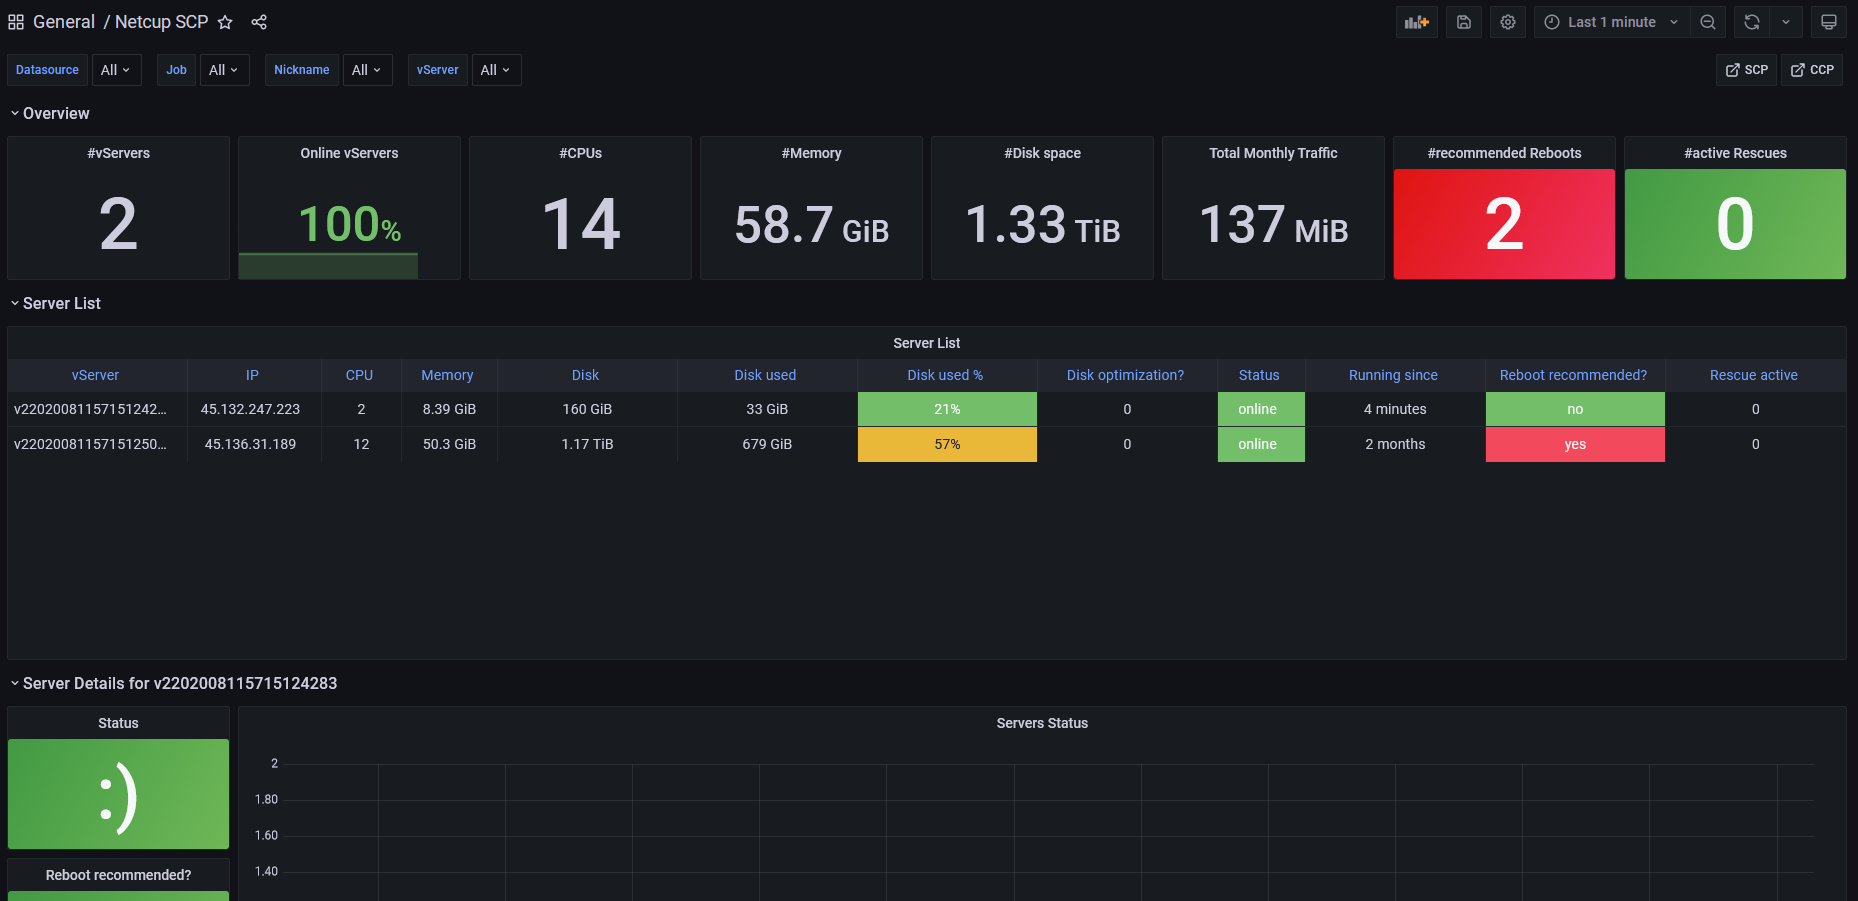 General / Netcup SCP
Last 1 minute
Datasource All Job All Nickname All vServer All SCP CCP
Overview
#vServers Online vServers #CPUs #Memory #Disk space Total Monthly Traffic #recommended Reboots #active Rescues
2 100% 14 58.7 GiB 1.33 TiB 137 MiB 2 0
Server List
Server List
vServer IP CPU Memory Disk Disk used Disk used % Disk optimization? Status Running since Reboot recommended? Rescue active
v22020081157151242... 45.132.247.223 2 8.39 GiB 160 GiB 33 GiB 21% 0 online 4 minutes no 0
v22020081157151250... 45.136.31.189 12 50.3 GiB 1.17 TiB 679 GiB 57% 0 online 2 months yes 0
Server Details for v2202008115715124283
Status
:)
Reboot recommended?
Servers Status
2
1.80
1.60
1.40